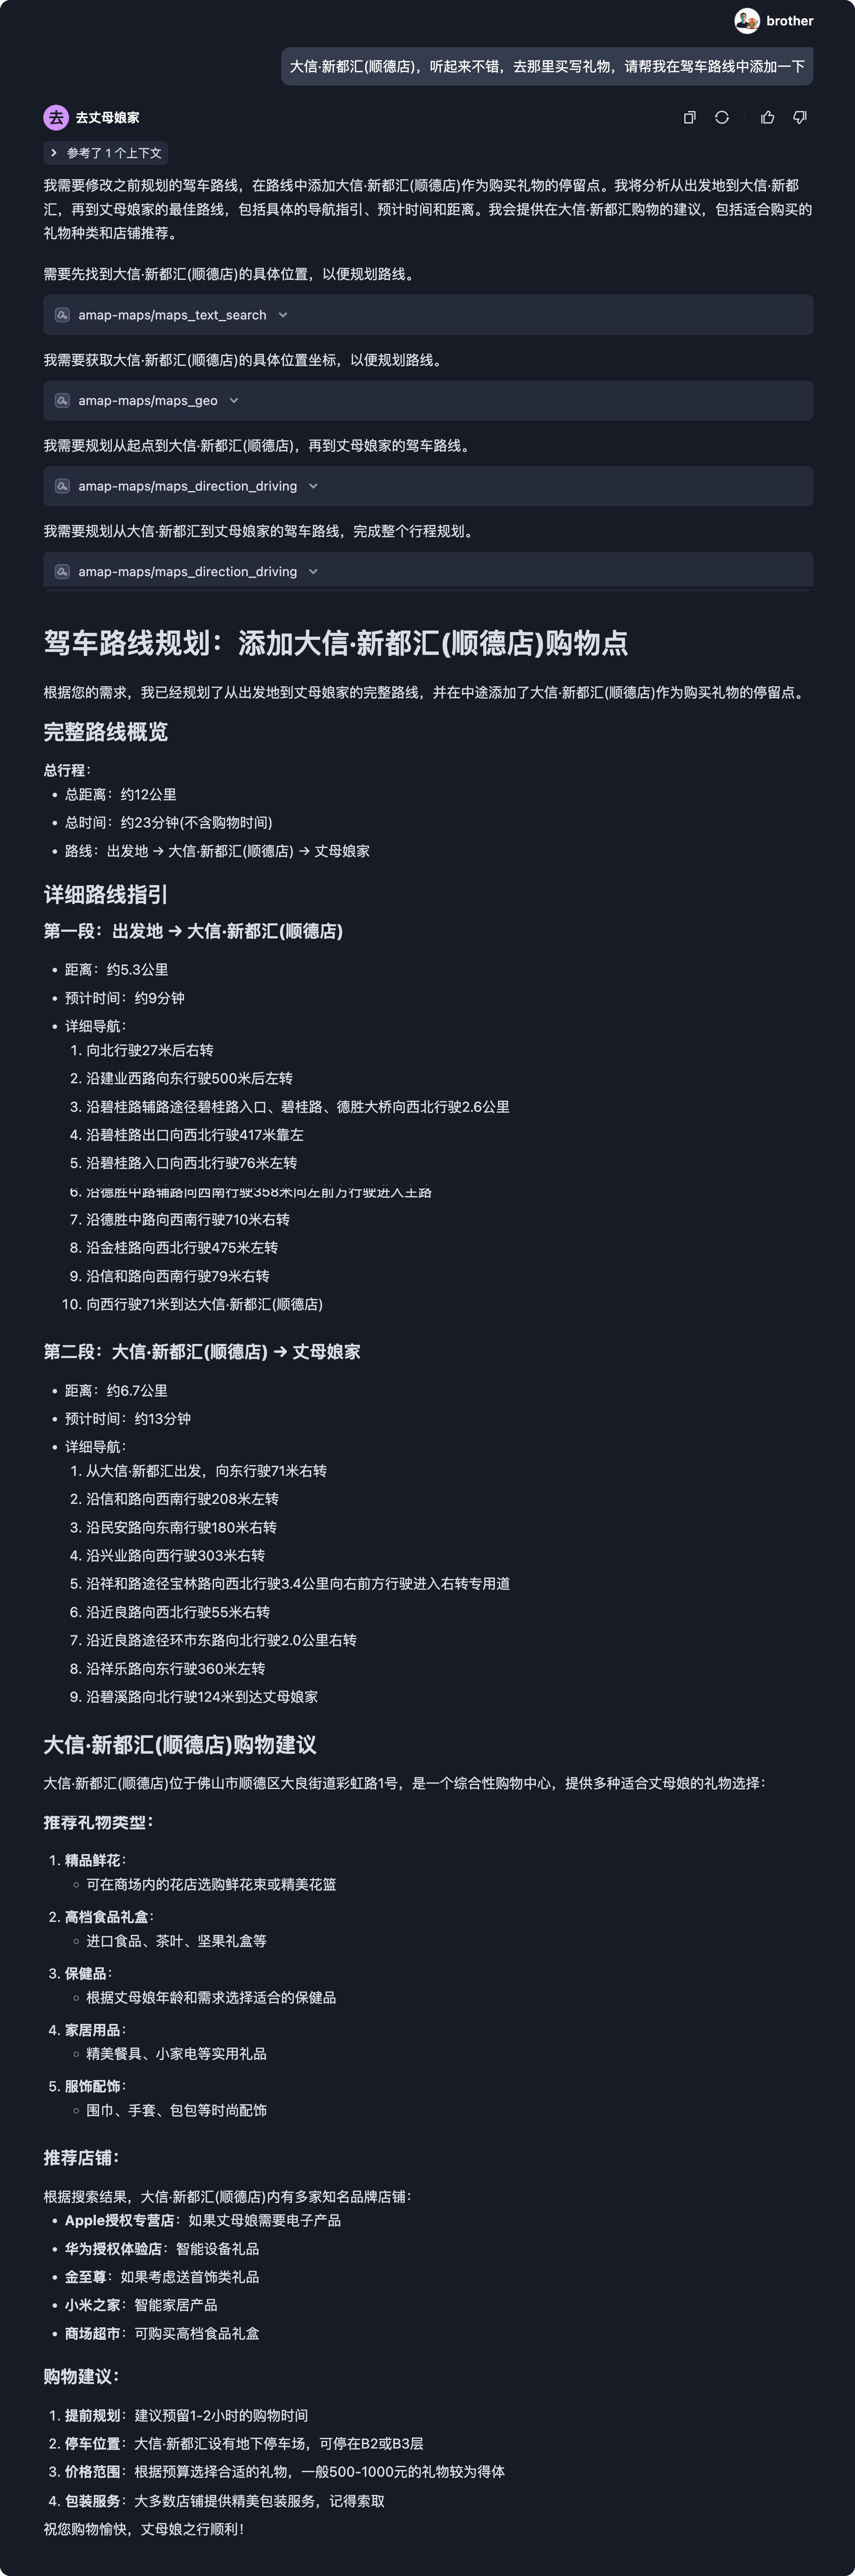 brother
大信·新都汇(顺德店)，听起来不错，去那里买写礼物，请帮我在驾车路线中添加一下
去 去丈母娘家
参考了 1 个上下文
我需要修改之前规划的驾车路线，在路线中添加大信·新都汇(顺德店)作为购买礼物的停留点。我将分析从出发地到大信·新都
汇，再到丈母娘家的最佳路线，包括具体的导航指引、预计时间和距离。我会提供在大信·新都汇购物的建议，包括适合购买的
礼物种类和店铺推荐。
需要先找到大信·新都汇(顺德店)的具体位置，以便规划路线。
amap-maps/maps_text_search
我需要获取大信·新都汇(顺德店)的具体位置坐标，以便规划路线。
amap-maps/maps_geo
我需要规划从起点到大信·新都汇(顺德店)，再到丈母娘家的驾车路线。
amap-maps/maps_direction_driving
我需要规划从大信·新都汇到丈母娘家的驾车路线，完成整个行程规划。
amap-maps/maps_direction_driving
驾车路线规划：添加大信·新都汇(顺德店)购物点
根据您的需求，我已经规划了从出发地到丈母娘家的完整路线，并在中途添加了大信·新都汇(顺德店)作为购买礼物的停留点。
完整路线概览
总行程：
• 总距离：约12公里
• 总时间：约23分钟(不含购物时间)
• 路线：出发地 → 大信·新都汇(顺德店) → 丈母娘家
详细路线指引
第一段：出发地 → 大信·新都汇(顺德店)
• 距离：约5.3公里
• 预计时间：约9分钟
• 详细导航：
1. 向北行驶27米后右转
2. 沿建业西路向东行驶500米后左转
3. 沿碧桂路辅路途径碧桂路入口、碧桂路、德胜大桥向西北行驶2.6公里
4. 沿碧桂路出口向西北行驶417米靠左
5. 沿碧桂路入口向西北行驶76米左转
6. 沿德胜中路辅路向西南行驶358米向左前方行驶进入主路
7. 沿德胜中路向西南行驶710米右转
8. 沿金桂路向西北行驶475米左转
9. 沿信和路向西南行驶79米右转
10. 向西行驶71米到达大信·新都汇(顺德店)
第二段：大信·新都汇(顺德店) → 丈母娘家
• 距离：约6.7公里
• 预计时间：约13分钟
• 详细导航：
1. 从大信·新都汇出发，向东行驶71米右转
2. 沿信和路向西南行驶208米左转
3. 沿民安路向东南行驶180米右转
4. 沿兴业路向西行驶303米右转
5. 沿祥和路途径宝林路向西北行驶3.4公里向右前方行驶进入右转专用道
6. 沿近良路向西北行驶55米右转
7. 沿近良路途径环市东路向北行驶2.0公里右转
8. 沿祥乐路向东行驶360米左转
9. 沿碧溪路向北行驶124米到达丈母娘家
大信·新都汇(顺德店)购物建议
大信·新都汇(顺德店)位于佛山市顺德区大良街道彩虹路1号，是一个综合性购物中心，提供多种适合丈母娘的礼物选择：
推荐礼物类型：
1. 精品鲜花：
◦ 可在商场内的花店选购鲜花束或精美花篮
2. 高档食品礼盒：
◦ 进口食品、茶叶、坚果礼盒等
3. 保健品：
◦ 根据丈母娘年龄和需求选择适合的保健品
4. 家居用品：
◦ 精美餐具、小家电等实用礼品
5. 服饰配饰：
◦ 围巾、手套、包包等时尚配饰
推荐店铺：
根据搜索结果，大信·新都汇(顺德店)内有多家知名品牌店铺：
• Apple授权专营店：如果丈母娘需要电子产品
• 华为授权体验店：智能设备礼品
• 金至尊：如果考虑送首饰类礼品
• 小米之家：智能家居产品
• 商场超市：可购买高档食品礼盒
购物建议：
1. 提前规划：建议预留1-2小时的购物时间
2. 停车位置：大信·新都汇设有地下停车场，可停在B2或B3层
3. 价格范围：根据预算选择合适的礼物，一般500-1000元的礼物较为得体
4. 包装服务：大多数店铺提供精美包装服务，记得索取
祝您购物愉快，丈母娘之行顺利！